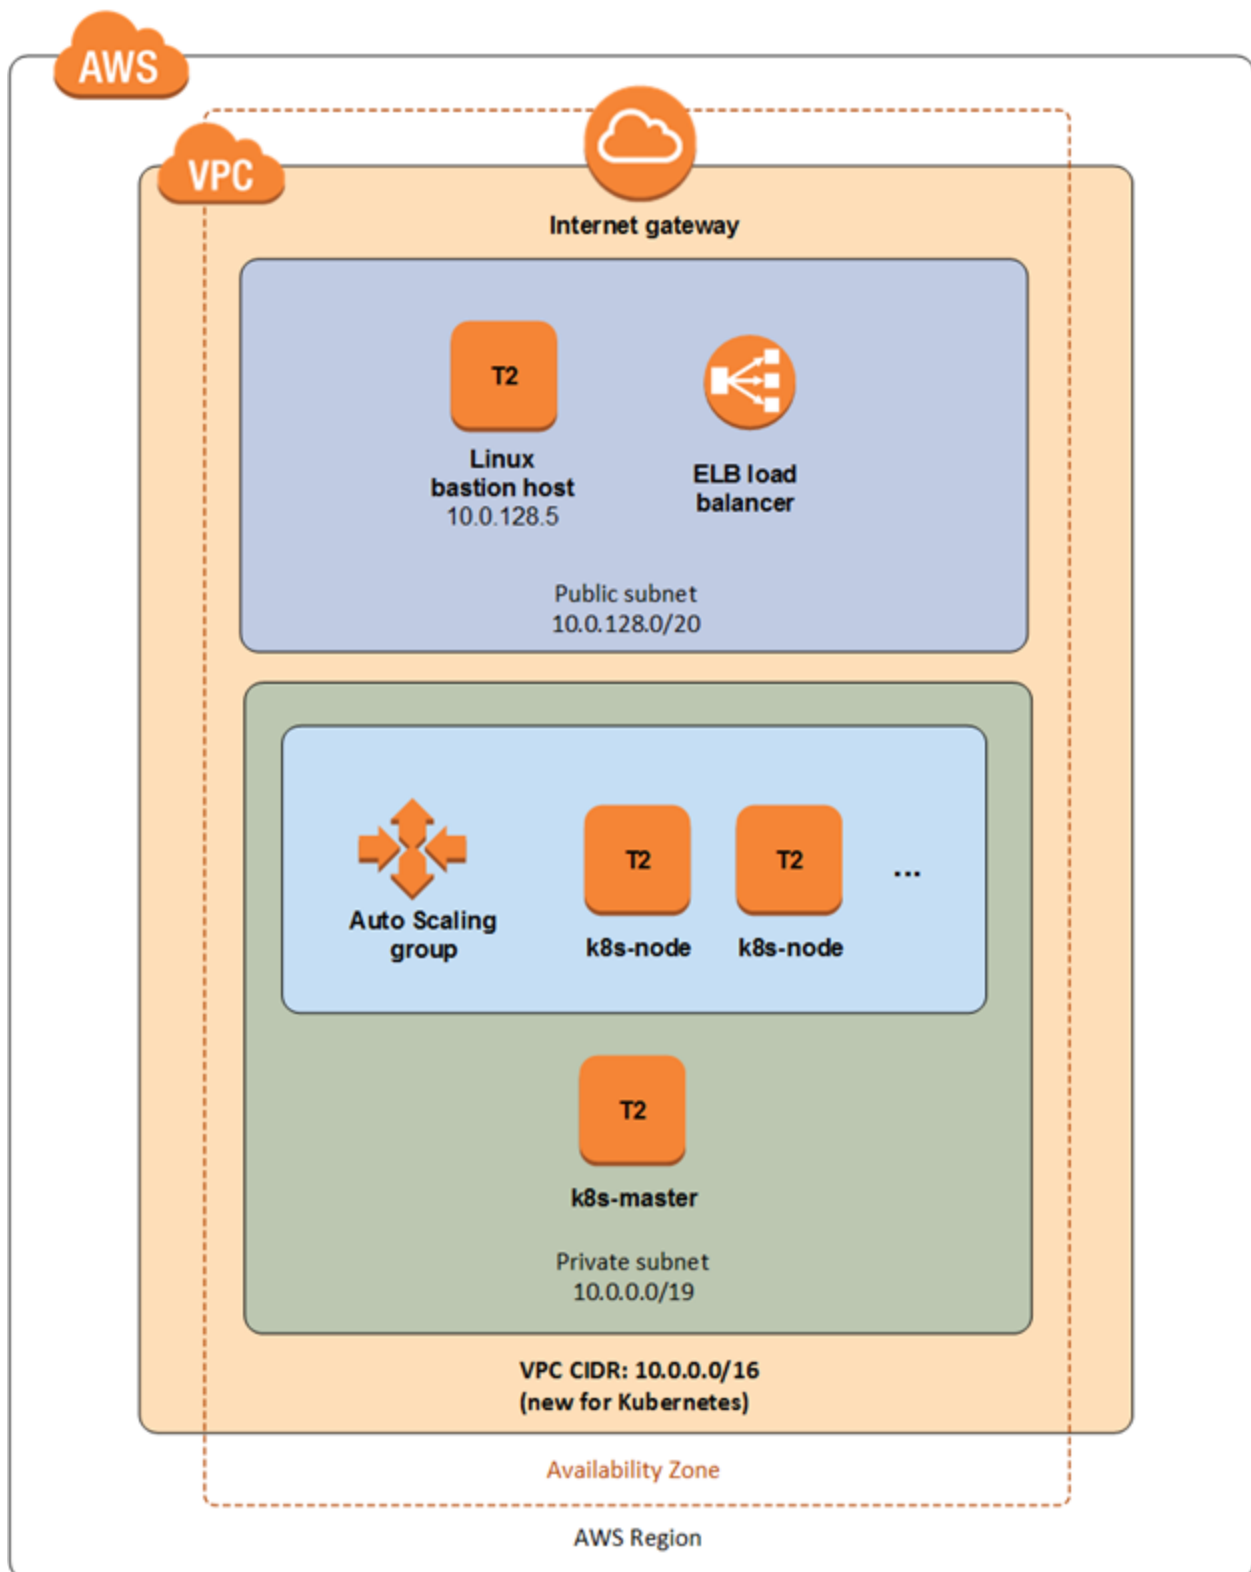 AWS
VPC
Internet gateway
T2
Linux
bastion host
10.0.128.5
ELB load
balancer
Public subnet
10.0.128.0/20
Auto Scaling
group
T2
k8s-node
T2
k8s-node
...
T2
k8s-master
Private subnet
10.0.0.0/19
VPC CIDR: 10.0.0.0/16
(new for Kubernetes)
Availability Zone
AWS Region